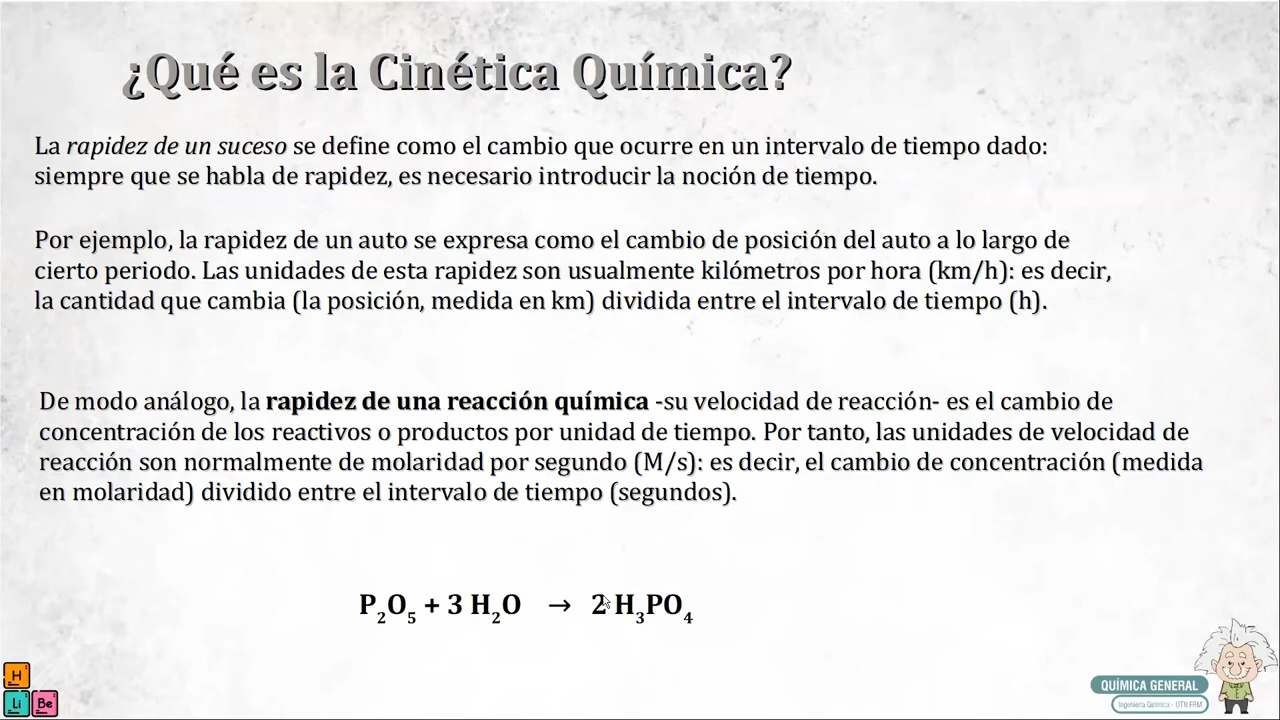 ¿Qué es la Cinética Química?
La rapidez de un suceso se define como el cambio que ocurre en un intervalo de tiempo dado:
siempre que se habla de rapidez, es necesario introducir la noción de tiempo.
Por ejemplo, la rapidez de un auto se expresa como el cambio de posición del auto a lo largo de
cierto periodo. Las unidades de esta rapidez son usualmente kilómetros por hora (km/h): es decir,
la cantidad que cambia (la posición, medida en km) dividida entre el intervalo de tiempo (h).
De modo análogo, la rapidez de una reacción química -su velocidad de reacción- es el cambio de
concentración de los reactivos o productos por unidad de tiempo. Por tanto, las unidades de velocidad de
reacción son normalmente de molaridad por segundo (M/s): es decir, el cambio de concentración (medida
en molaridad) dividido entre el intervalo de tiempo (segundos).
P₂O₅ + 3 H₂O → 2 H₃PO₄
H
Li Be
QUÍMICA GENERAL
Ingeniería Química - UTN FRM